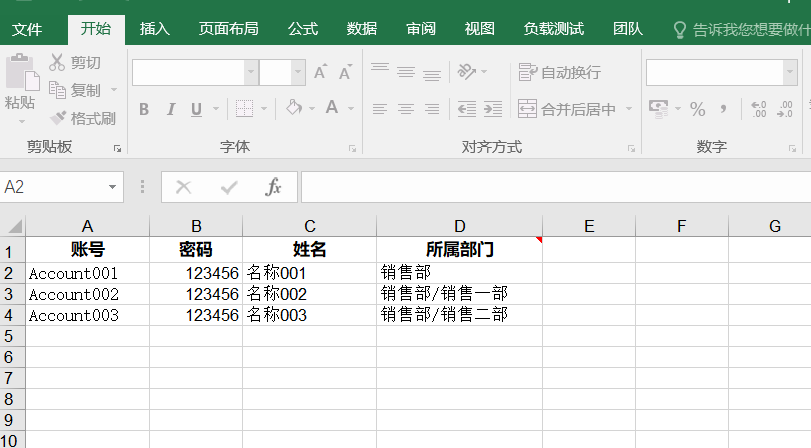 文件 开始 插入 页面布局 公式 数据 审阅 视图 负载测试 团队 告诉我您想要做什
粘贴 剪切
复制
格式刷
B I U A A A
自动换行
合并后居中
% , .0 .00 .00 .0
剪贴板 字体 对齐方式 数字
A2 fx
A B C D E F G
1 账号 密码 姓名 所属部门
2 Account001 123456 名称001 销售部
3 Account002 123456 名称002 销售部/销售一部
4 Account003 123456 名称003 销售部/销售二部
5
6
7
8
9
10